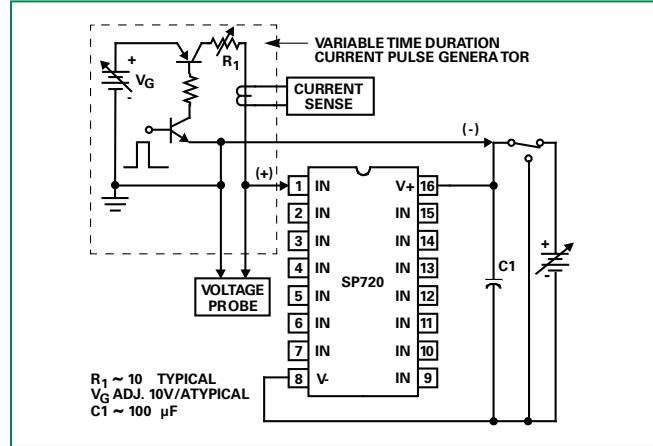 VARIABLE TIME DURATION
CURRENT PULSE GENERATOR
+
VG
-
R1
CURRENT
SENSE
(-)
(+)
1 IN V+ 16
2 IN IN 15
3 IN IN 14
4 IN IN 13
5 IN IN 12
6 IN IN 11
7 IN IN 10
8 V- IN 9
SP720
C1
+
-
VOLTAGE
PROBE
R1 ~ 10 TYPICAL
VG ADJ. 10V/ATYPICAL
C1 ~ 100 µF